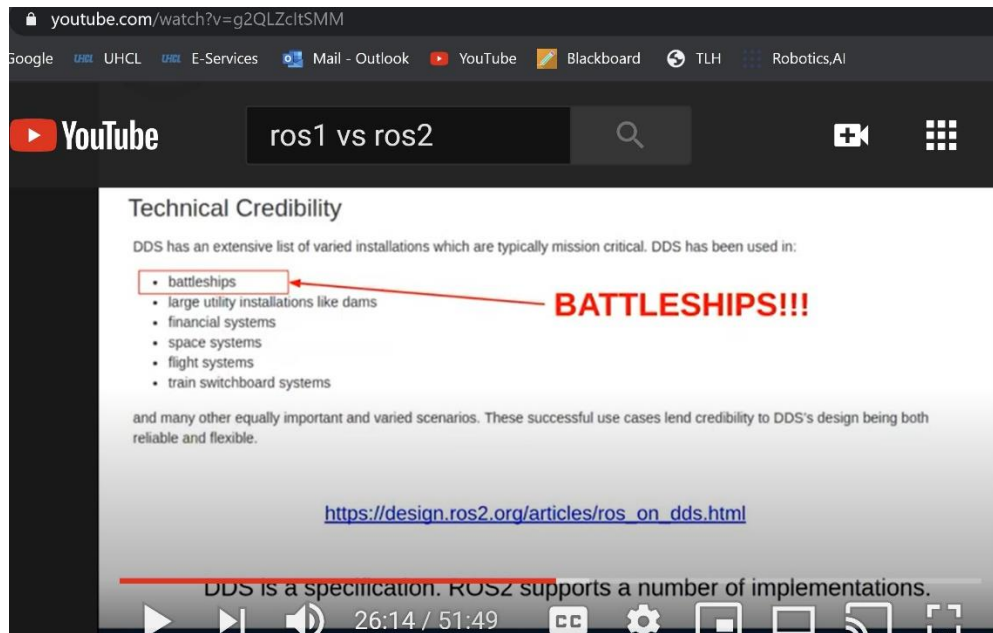 youtube.com/watch?v=g2QLZcItSMM
Google UHCL UHCL UHCL E-Services Mail - Outlook YouTube Blackboard TLH Robotics,AI
YouTube ros1 vs ros2
Technical Credibility
DDS has an extensive list of varied installations which are typically mission critical. DDS has been used in:
• battleships
BATTLESHIPS!!!
• large utility installations like dams
• financial systems
• space systems
• flight systems
• train switchboard systems
and many other equally important and varied scenarios. These successful use cases lend credibility to DDS's design being both
reliable and flexible.
https://design.ros2.org/articles/ros_on_dds.html
DDS is a specification. ROS2 supports a number of implementations.
26:14 / 51:49 CC